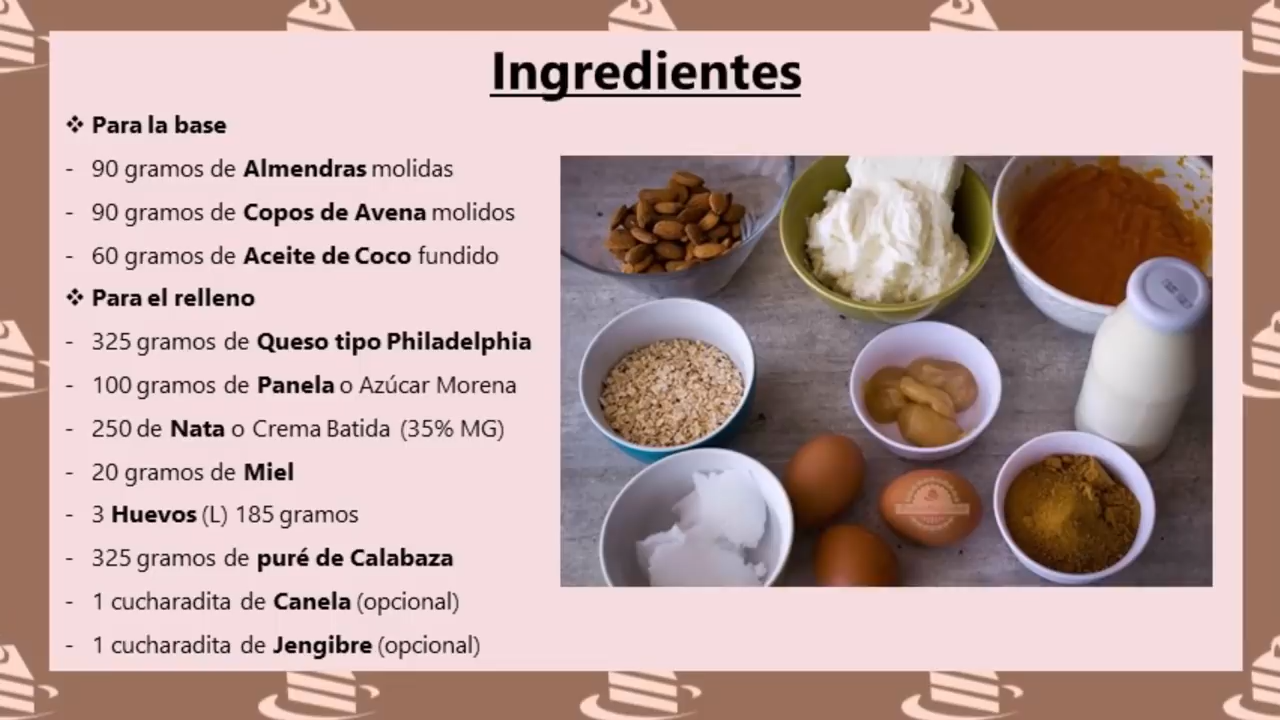 Ingredientes
❖ Para la base
- 90 gramos de Almendras molidas
- 90 gramos de Copos de Avena molidos
- 60 gramos de Aceite de Coco fundido
❖ Para el relleno
- 325 gramos de Queso tipo Philadelphia
- 100 gramos de Panela o Azúcar Morena
- 250 de Nata o Crema Batida (35% MG)
- 20 gramos de Miel
- 3 Huevos (L) 185 gramos
- 325 gramos de puré de Calabaza
- 1 cucharadita de Canela (opcional)
- 1 cucharadita de Jengibre (opcional)